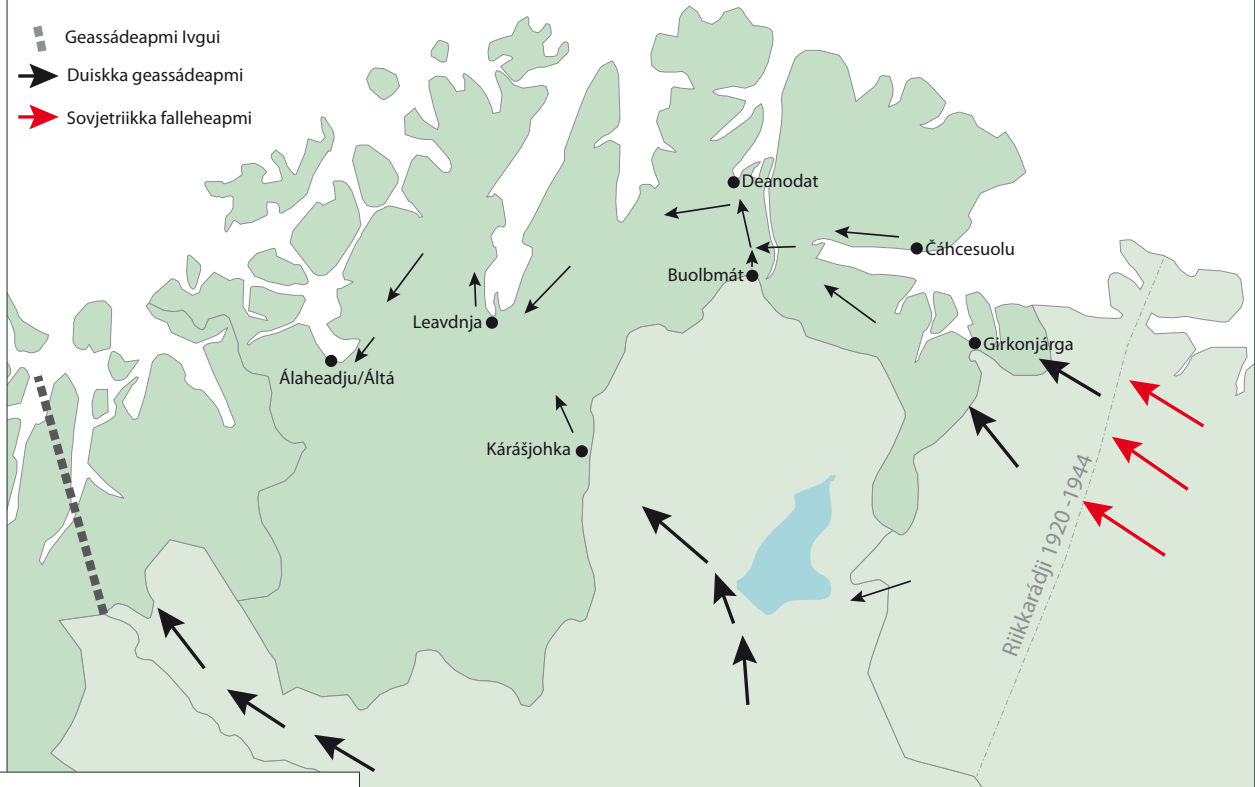 Geassádeapmi Ivgui
Duiskka geassádeapmi
Sovjetriikka falleheapmi
Deanodat
Čáhcesuolu
Buolbmát
Leavdnja
Girkonjárga
Álaheadju/Áltá
Kárášjohka
Riikkarádji 1920 -1944